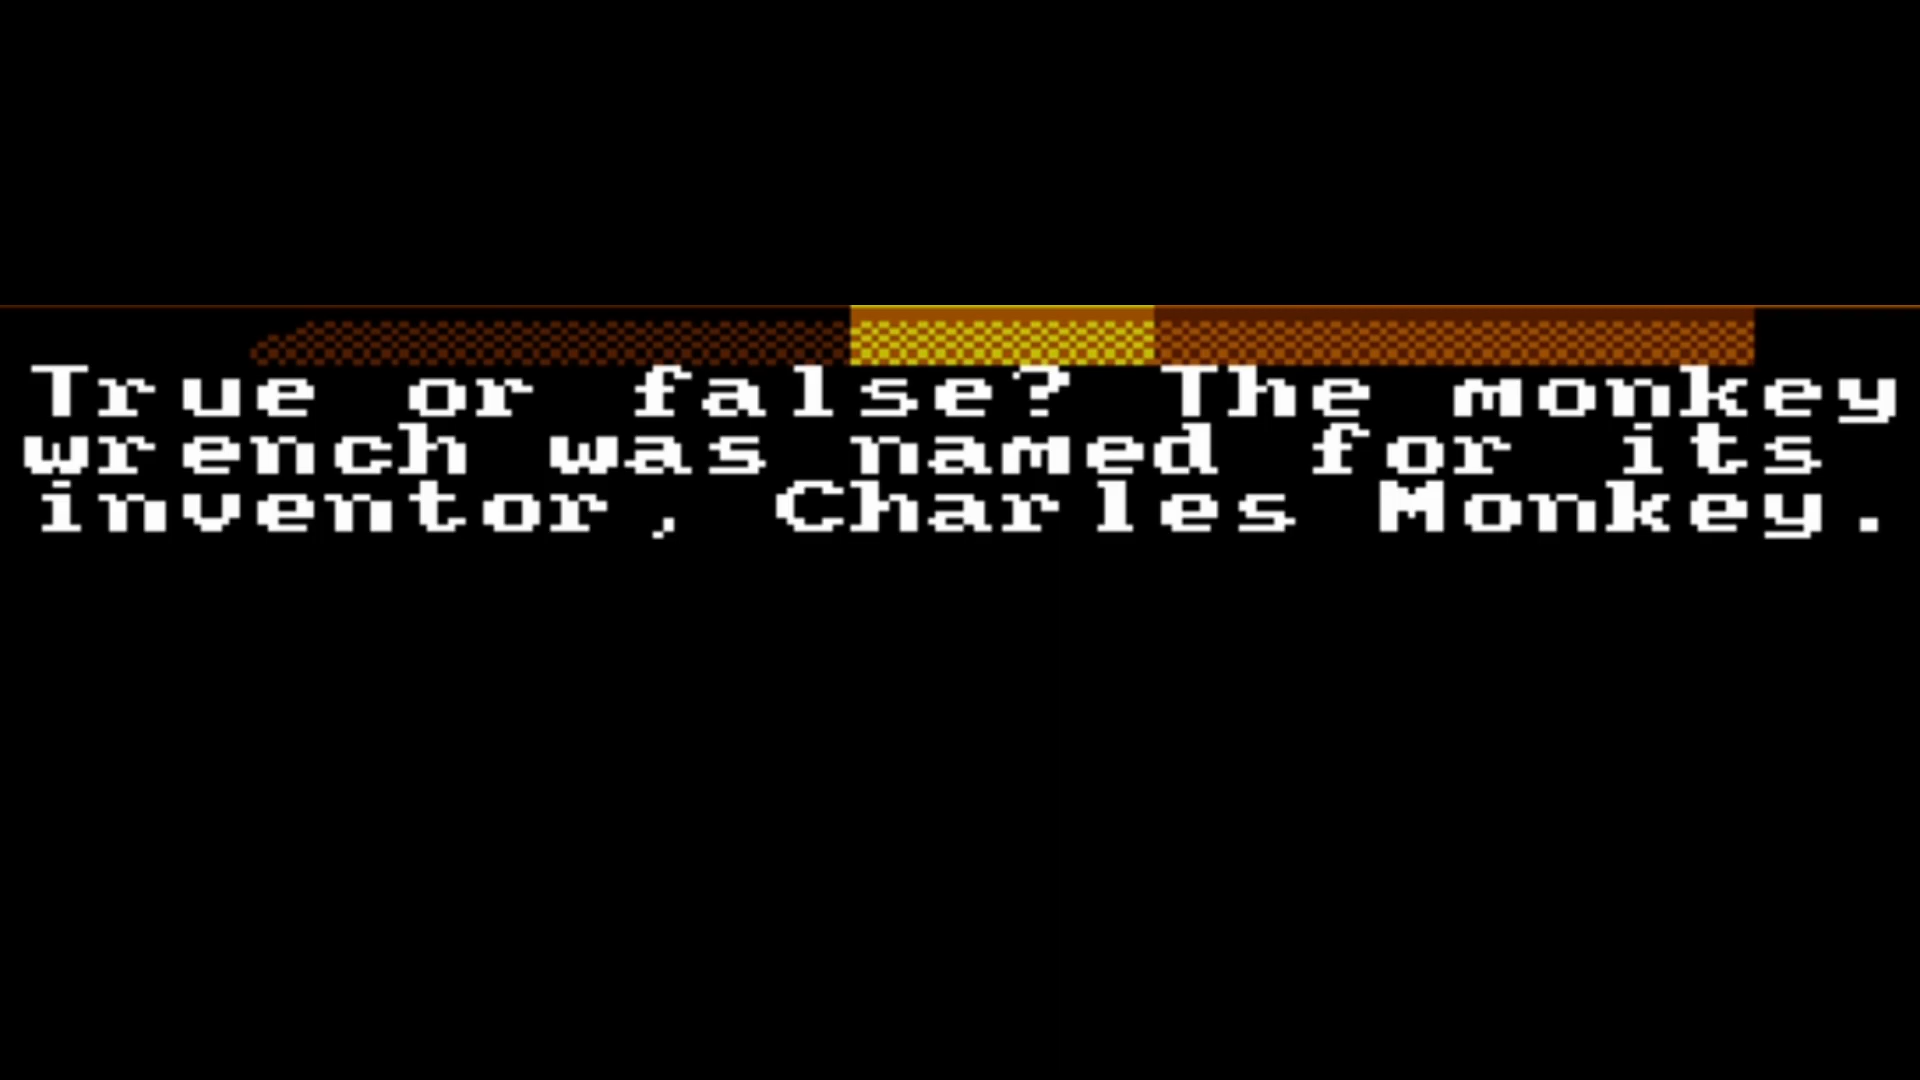 True or false? The monkey
wrench was named for its
inventor, Charles Monkey.